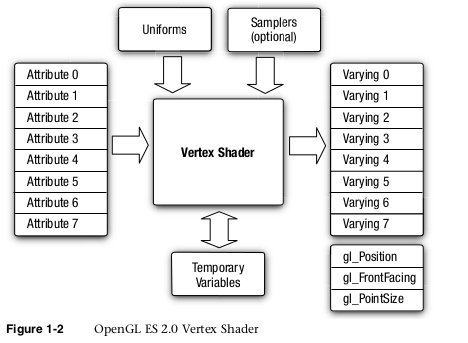 Uniforms
Samplers
(optional)
Attribute 0
Attribute 1
Attribute 2
Attribute 3
Attribute 4
Attribute 5
Attribute 6
Attribute 7
Vertex Shader
Varying 0
Varying 1
Varying 2
Varying 3
Varying 4
Varying 5
Varying 6
Varying 7
Temporary
Variables
gl_Position
gl_FrontFacing
gl_PointSize
Figure 1-2 OpenGL ES 2.0 Vertex Shader